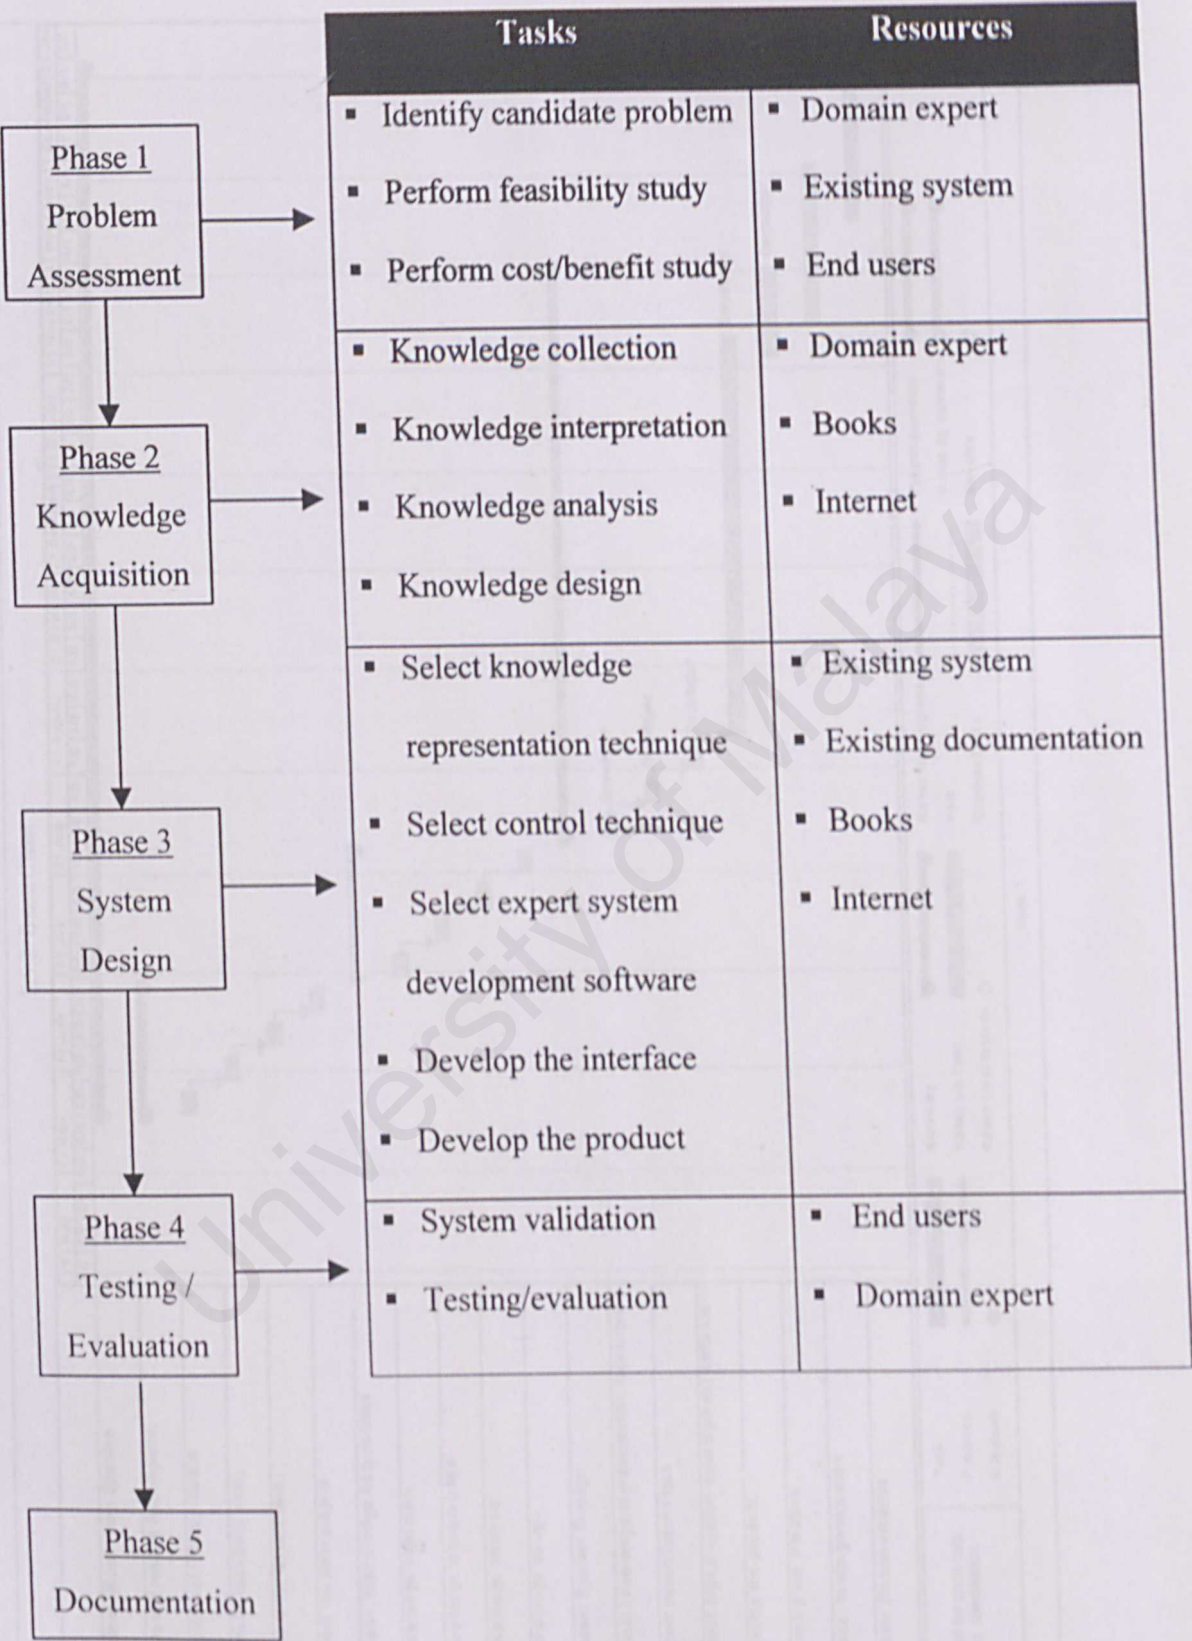 Tasks
Resources
Phase 1
Problem
Assessment
▪ Identify candidate problem
▪ Perform feasibility study
▪ Perform cost/benefit study
▪ Domain expert
▪ Existing system
▪ End users
Phase 2
Knowledge
Acquisition
▪ Knowledge collection
▪ Knowledge interpretation
▪ Knowledge analysis
▪ Knowledge design
▪ Domain expert
▪ Books
▪ Internet
Phase 3
System
Design
▪ Select knowledge
representation technique
▪ Select control technique
▪ Select expert system
development software
▪ Develop the interface
▪ Develop the product
▪ Existing system
▪ Existing documentation
▪ Books
▪ Internet
Phase 4
Testing /
Evaluation
▪ System validation
▪ Testing/evaluation
▪ End users
▪ Domain expert
Phase 5
Documentation
University of Malaya